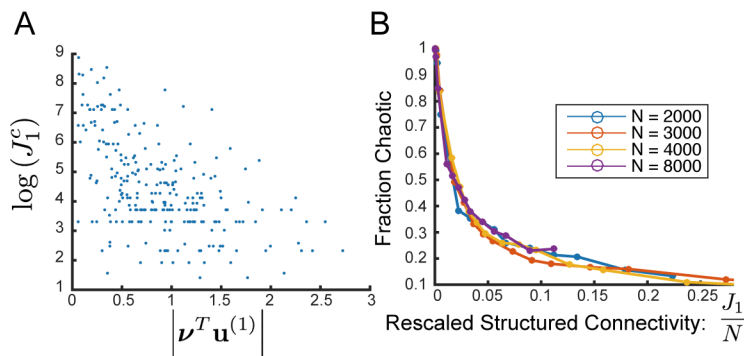 A
9
8
7
6
5
4
3
2
1
log (J₁ᶜ)
0 0.5 1 1.5 2 2.5 3
|𝝂ᵀ𝐮⁽¹⁾|
B
1
0.9
0.8
0.7
0.6
0.5
0.4
0.3
0.2
0.1
Fraction Chaotic
N = 2000
N = 3000
N = 4000
N = 8000
0 0.05 0.1 0.15 0.2 0.25
Rescaled Structured Connectivity: J₁/N